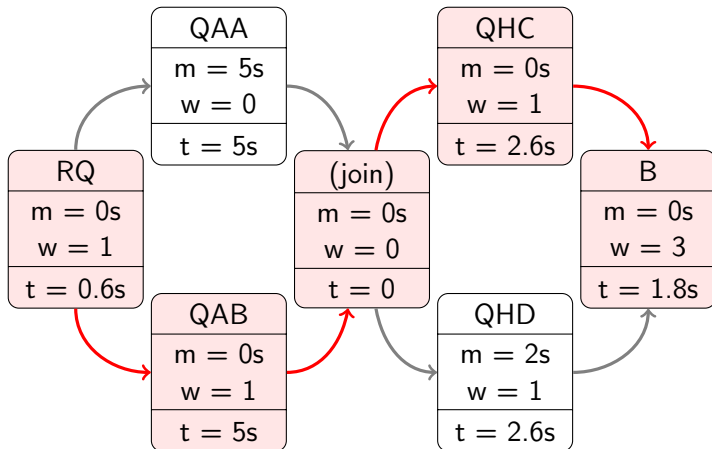 QAA
m = 5s
w = 0
t = 5s
QHC
m = 0s
w = 1
t = 2.6s
RQ
m = 0s
w = 1
t = 0.6s
(join)
m = 0s
w = 0
t = 0
B
m = 0s
w = 3
t = 1.8s
QAB
m = 0s
w = 1
t = 5s
QHD
m = 2s
w = 1
t = 2.6s